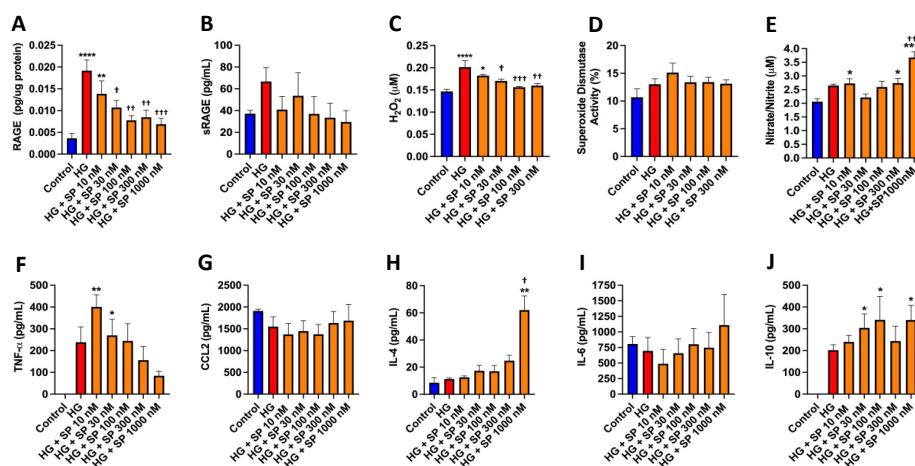 A
RAGE (pg/ug protein)
0.025
0.020
0.015
0.010
0.005
0.000
****
**
†
††
††
†††
Control
HG
HG + SP 10 nM
HG + SP 30 nM
HG + SP 100 nM
HG + SP 300 nM
HG + SP 1000 nM
B
sRAGE (pg/mL)
100
80
60
40
20
0
Control
HG
HG + SP 10 nM
HG + SP 30 nM
HG + SP 100 nM
HG + SP 300 nM
HG + SP 1000 nM
C
H2O2 (μM)
0.25
0.20
0.15
0.10
0.05
0.00
****
*
†
†††
††
Control
HG
HG + SP 10 nM
HG + SP 30 nM
HG + SP 100 nM
HG + SP 300 nM
D
Superoxide Dismutase
Activity (%)
20
15
10
5
0
Control
HG
HG + SP 10 nM
HG + SP 30 nM
HG + SP 100 nM
HG + SP 300 nM
E
Nitrate/Nitrite (μM)
4.0
3.5
3.0
2.5
2.0
1.5
1.0
0.5
0.0
*
*
Control
HG
HG + SP 10 nM
HG + SP 30 nM
HG + SP 100 nM
HG + SP 300 nM
HG+SP1000nM
F
TNF-α (pg/mL)
500
400
300
200
100
0
**
*
Control
HG
HG + SP 10 nM
HG + SP 30 nM
HG + SP 100 nM
HG + SP 300 nM
HG + SP 1000 nM
G
CCL2 (pg/mL)
2500
2000
1500
1000
500
0
Control
HG
HG + SP 10 nM
HG + SP 30 nM
HG + SP 100 nM
HG + SP 300 nM
HG + SP 1000 nM
H
IL-4 (pg/mL)
80
60
40
20
0
†
**
Control
HG
HG + SP 10 nM
HG + SP 30 nM
HG + SP 100 nM
HG + SP 300 nM
HG + SP 1000 nM
I
IL-6 (pg/mL)
1750
1500
1250
1000
750
500
250
0
Control
HG
HG + SP 10 nM
HG + SP 30 nM
HG + SP 100 nM
HG + SP 300 nM
HG + SP 1000 nM
J
IL-10 (pg/mL)
500
400
300
200
100
0
*
*
*
Control
HG
HG + SP 10 nM
HG + SP 30 nM
HG + SP 100 nM
HG + SP 300 nM
HG + SP 1000 nM